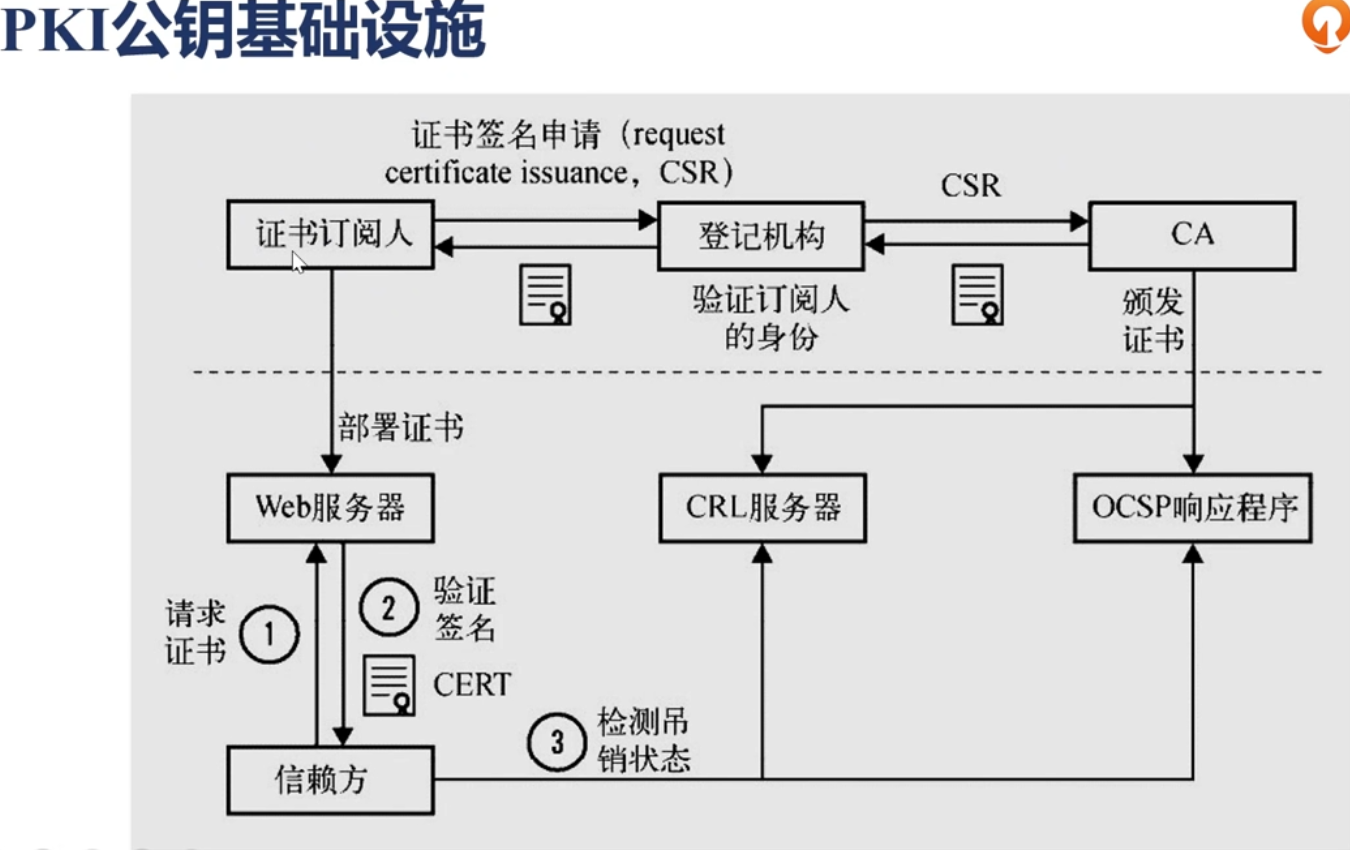 PKI公钥基础设施
证书签名申请（request
certificate issuance，CSR）
CSR
证书订阅人
登记机构
CA
验证订阅人
的身份
颁发
证书
部署证书
Web服务器
CRL服务器
OCSP响应程序
请求
证书
1
2
验证
签名
CERT
3
检测吊
销状态
信赖方